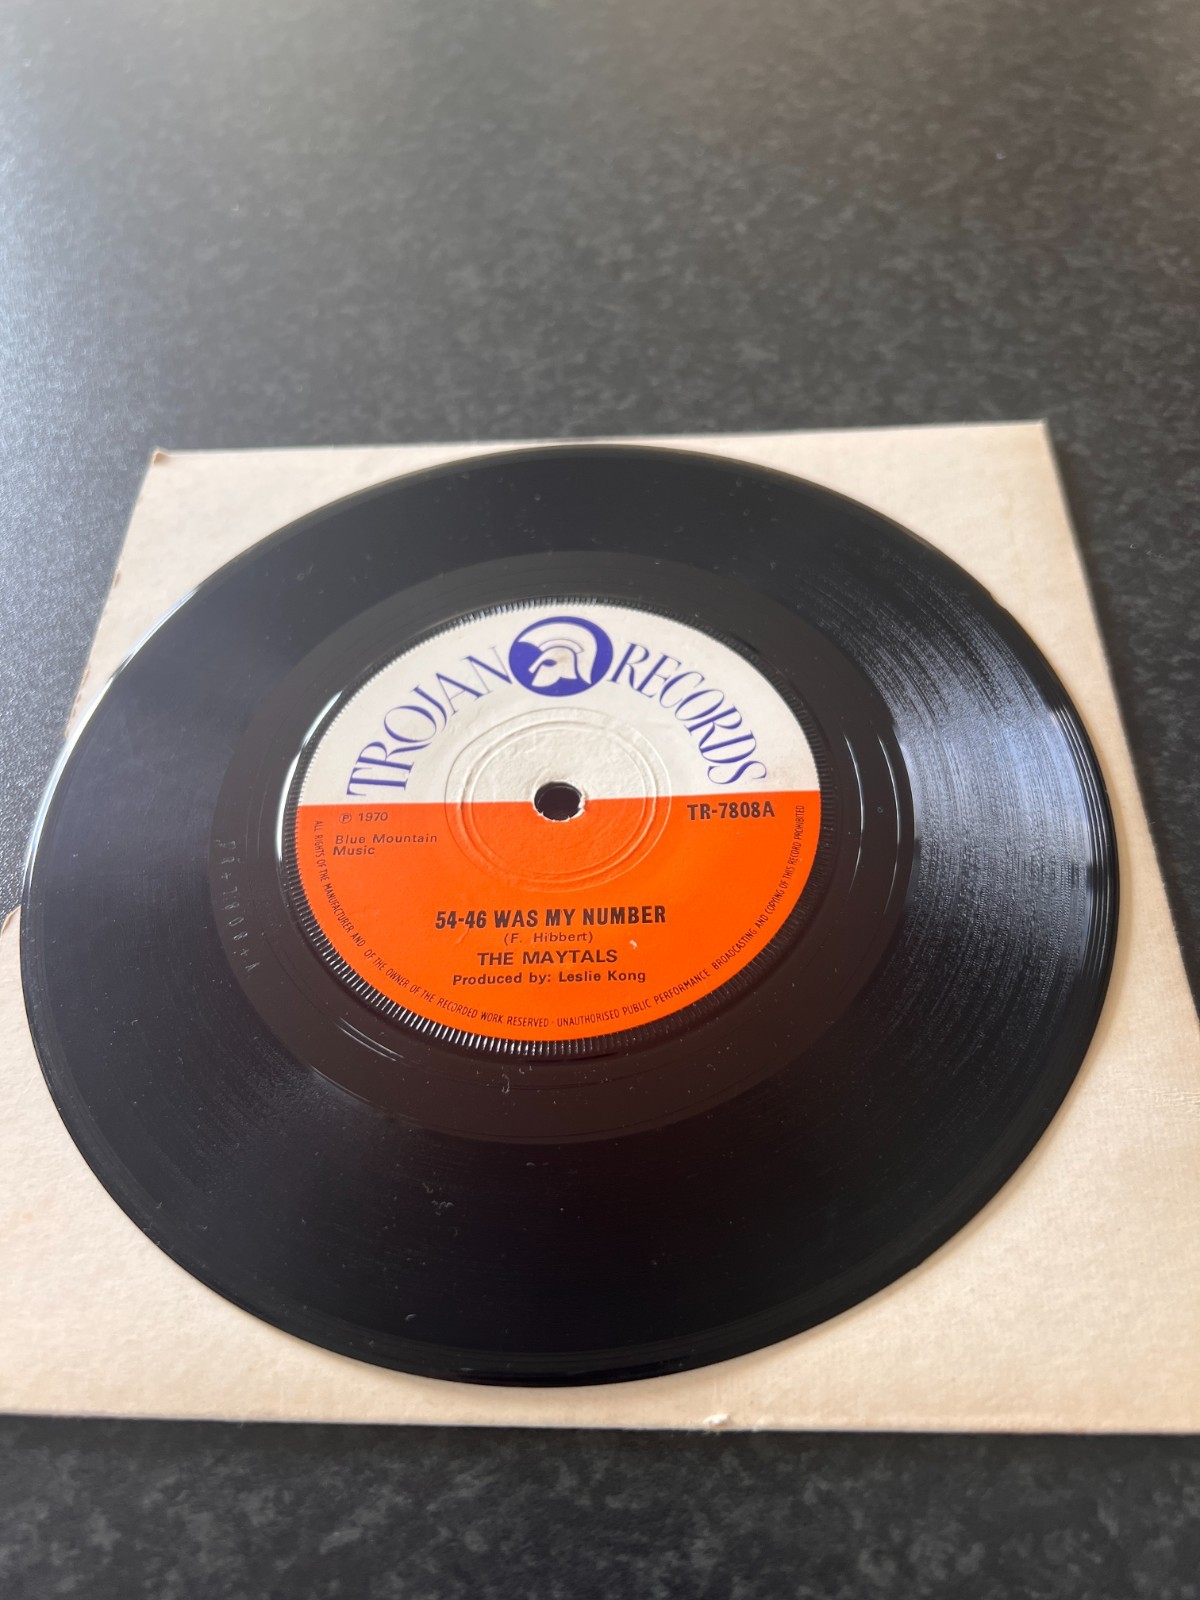 TROJAN RECORDS
℗ 1970
Blue Mountain
Music
TR-7808A
54-46 WAS MY NUMBER
(F. Hibbert)
THE MAYTALS
Produced by: Leslie Kong
ALL RIGHTS OF THE MANUFACTURER AND OF THE OWNER OF THE RECORDED WORK RESERVED · UNAUTHORISED PUBLIC PERFORMANCE BROADCASTING AND COPYING OF THIS RECORD PROHIBITED